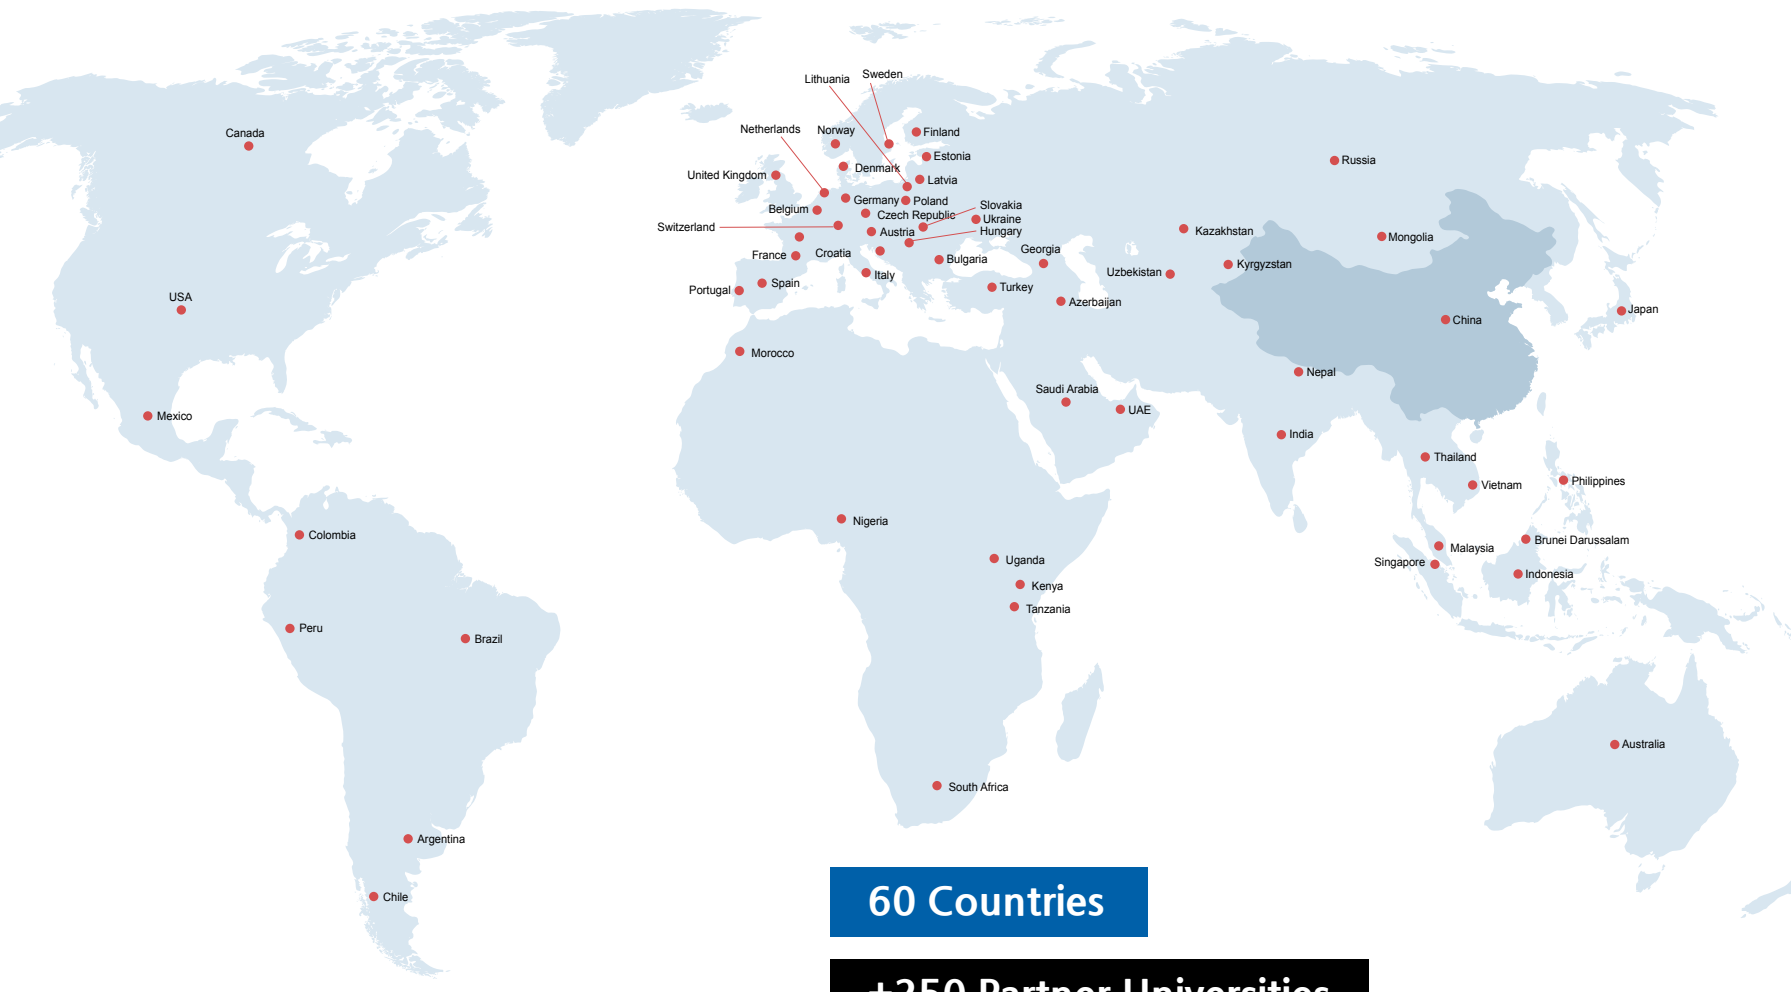 Sweden
Lithuania
Netherlands
Norway
Finland
Canada
Estonia
Denmark
Russia
United Kingdom
Latvia
Germany
Poland
Slovakia
Belgium
Czech Republic
Ukraine
Switzerland
Austria
Hungary
Kazakhstan
Mongolia
France
Croatia
Georgia
Bulgaria
Kyrgyzstan
Italy
Uzbekistan
Portugal
Spain
Turkey
USA
Azerbaijan
Japan
China
Morocco
Nepal
Saudi Arabia
UAE
Mexico
India
Thailand
Vietnam
Philippines
Nigeria
Colombia
Brunei Darussalam
Malaysia
Uganda
Singapore
Indonesia
Kenya
Tanzania
Peru
Brazil
Australia
South Africa
Argentina
Chile
60 Countries
+250 Partner Universities